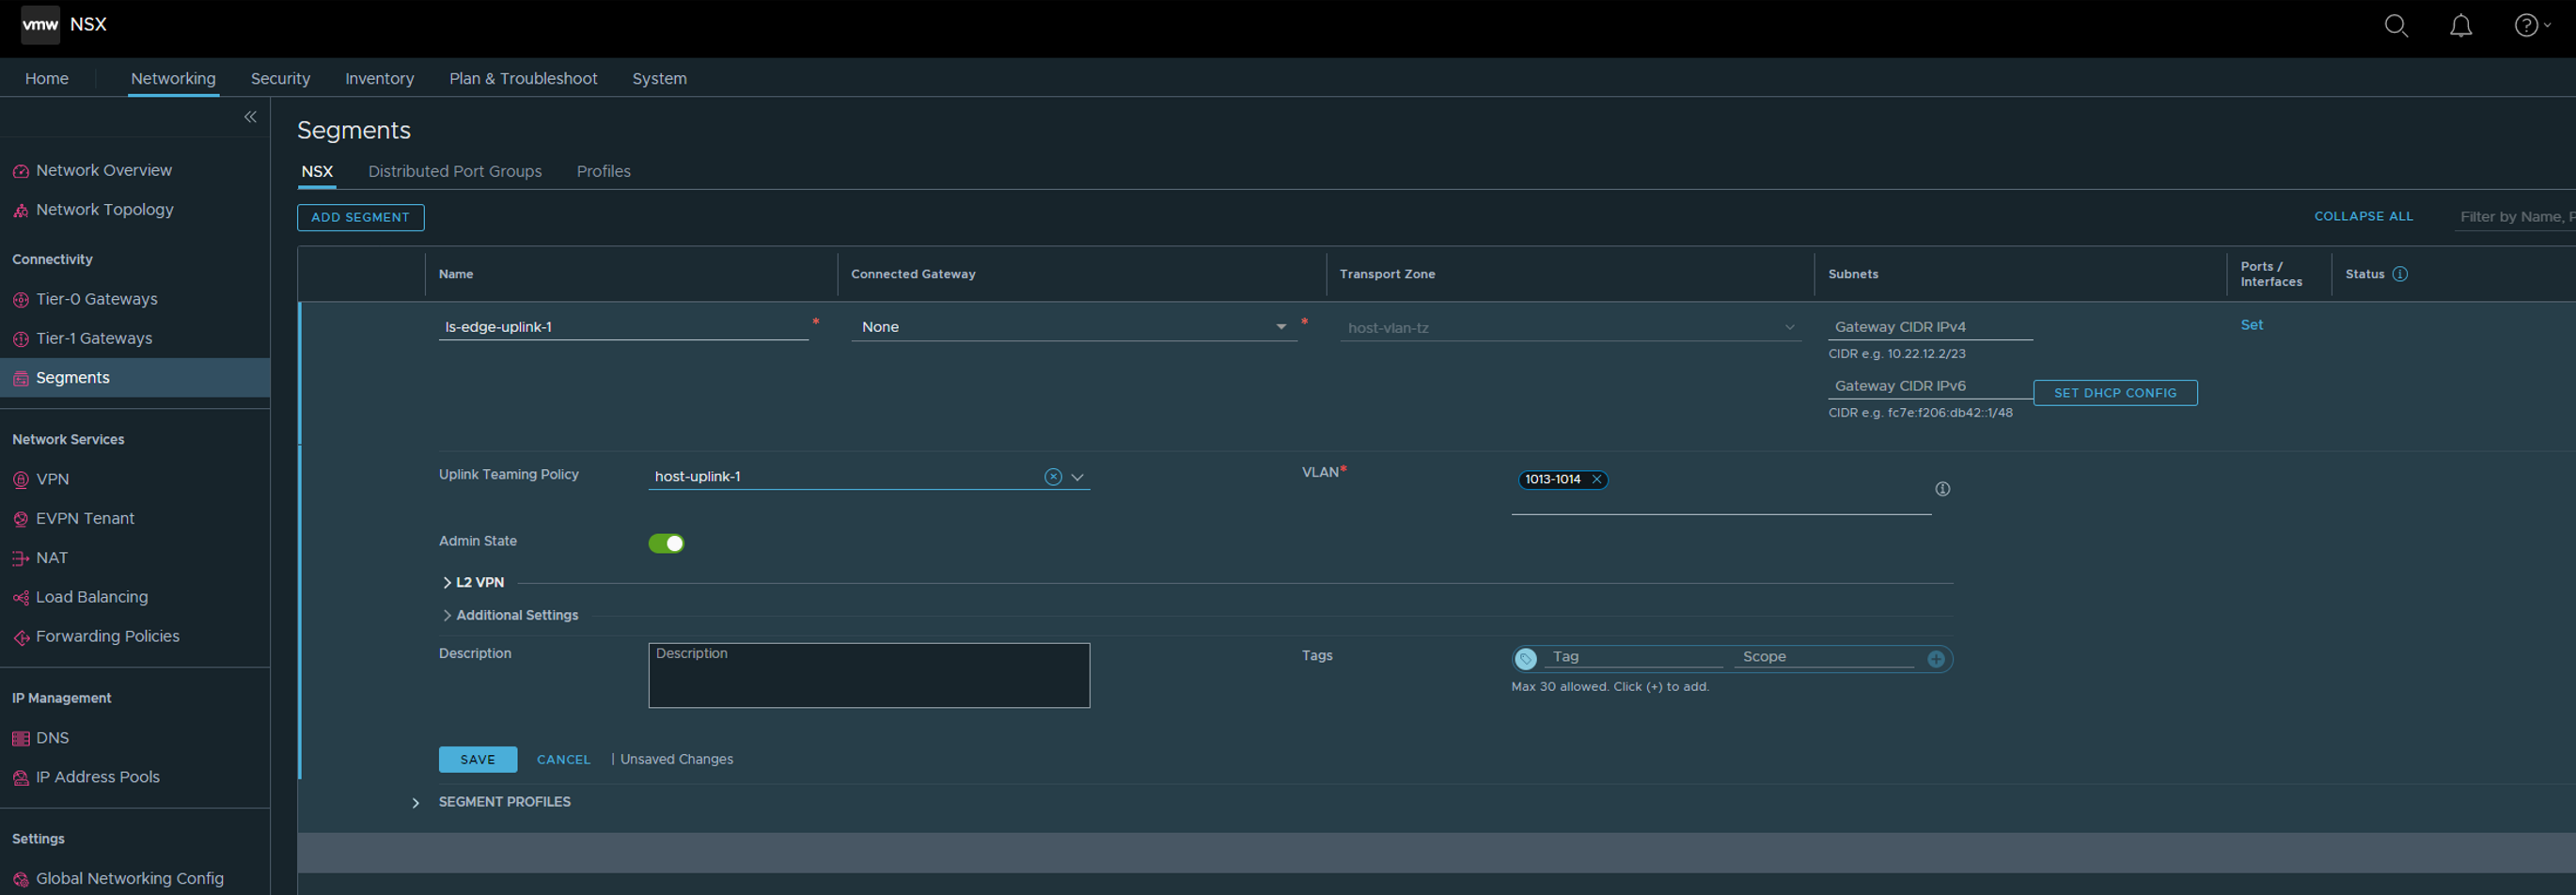 vmw NSX
Home Networking Security Inventory Plan & Troubleshoot System
Network Overview
Network Topology
Connectivity
Tier-0 Gateways
Tier-1 Gateways
Segments
Network Services
VPN
EVPN Tenant
NAT
Load Balancing
Forwarding Policies
IP Management
DNS
IP Address Pools
Settings
Global Networking Config
Segments
NSX Distributed Port Groups Profiles
ADD SEGMENT
COLLAPSE ALL Filter by Name, P
Name Connected Gateway Transport Zone Subnets Ports / Interfaces Status
ls-edge-uplink-1 * None * host-vlan-tz Gateway CIDR IPv4 Set
CIDR e.g. 10.22.12.2/23
Gateway CIDR IPv6 SET DHCP CONFIG
CIDR e.g. fc7e:f206:db42::1/48
Uplink Teaming Policy host-uplink-1 VLAN* 1013-1014
Admin State
L2 VPN
Additional Settings
Description Description Tags Tag Scope
Max 30 allowed. Click (+) to add.
SAVE CANCEL | Unsaved Changes
SEGMENT PROFILES